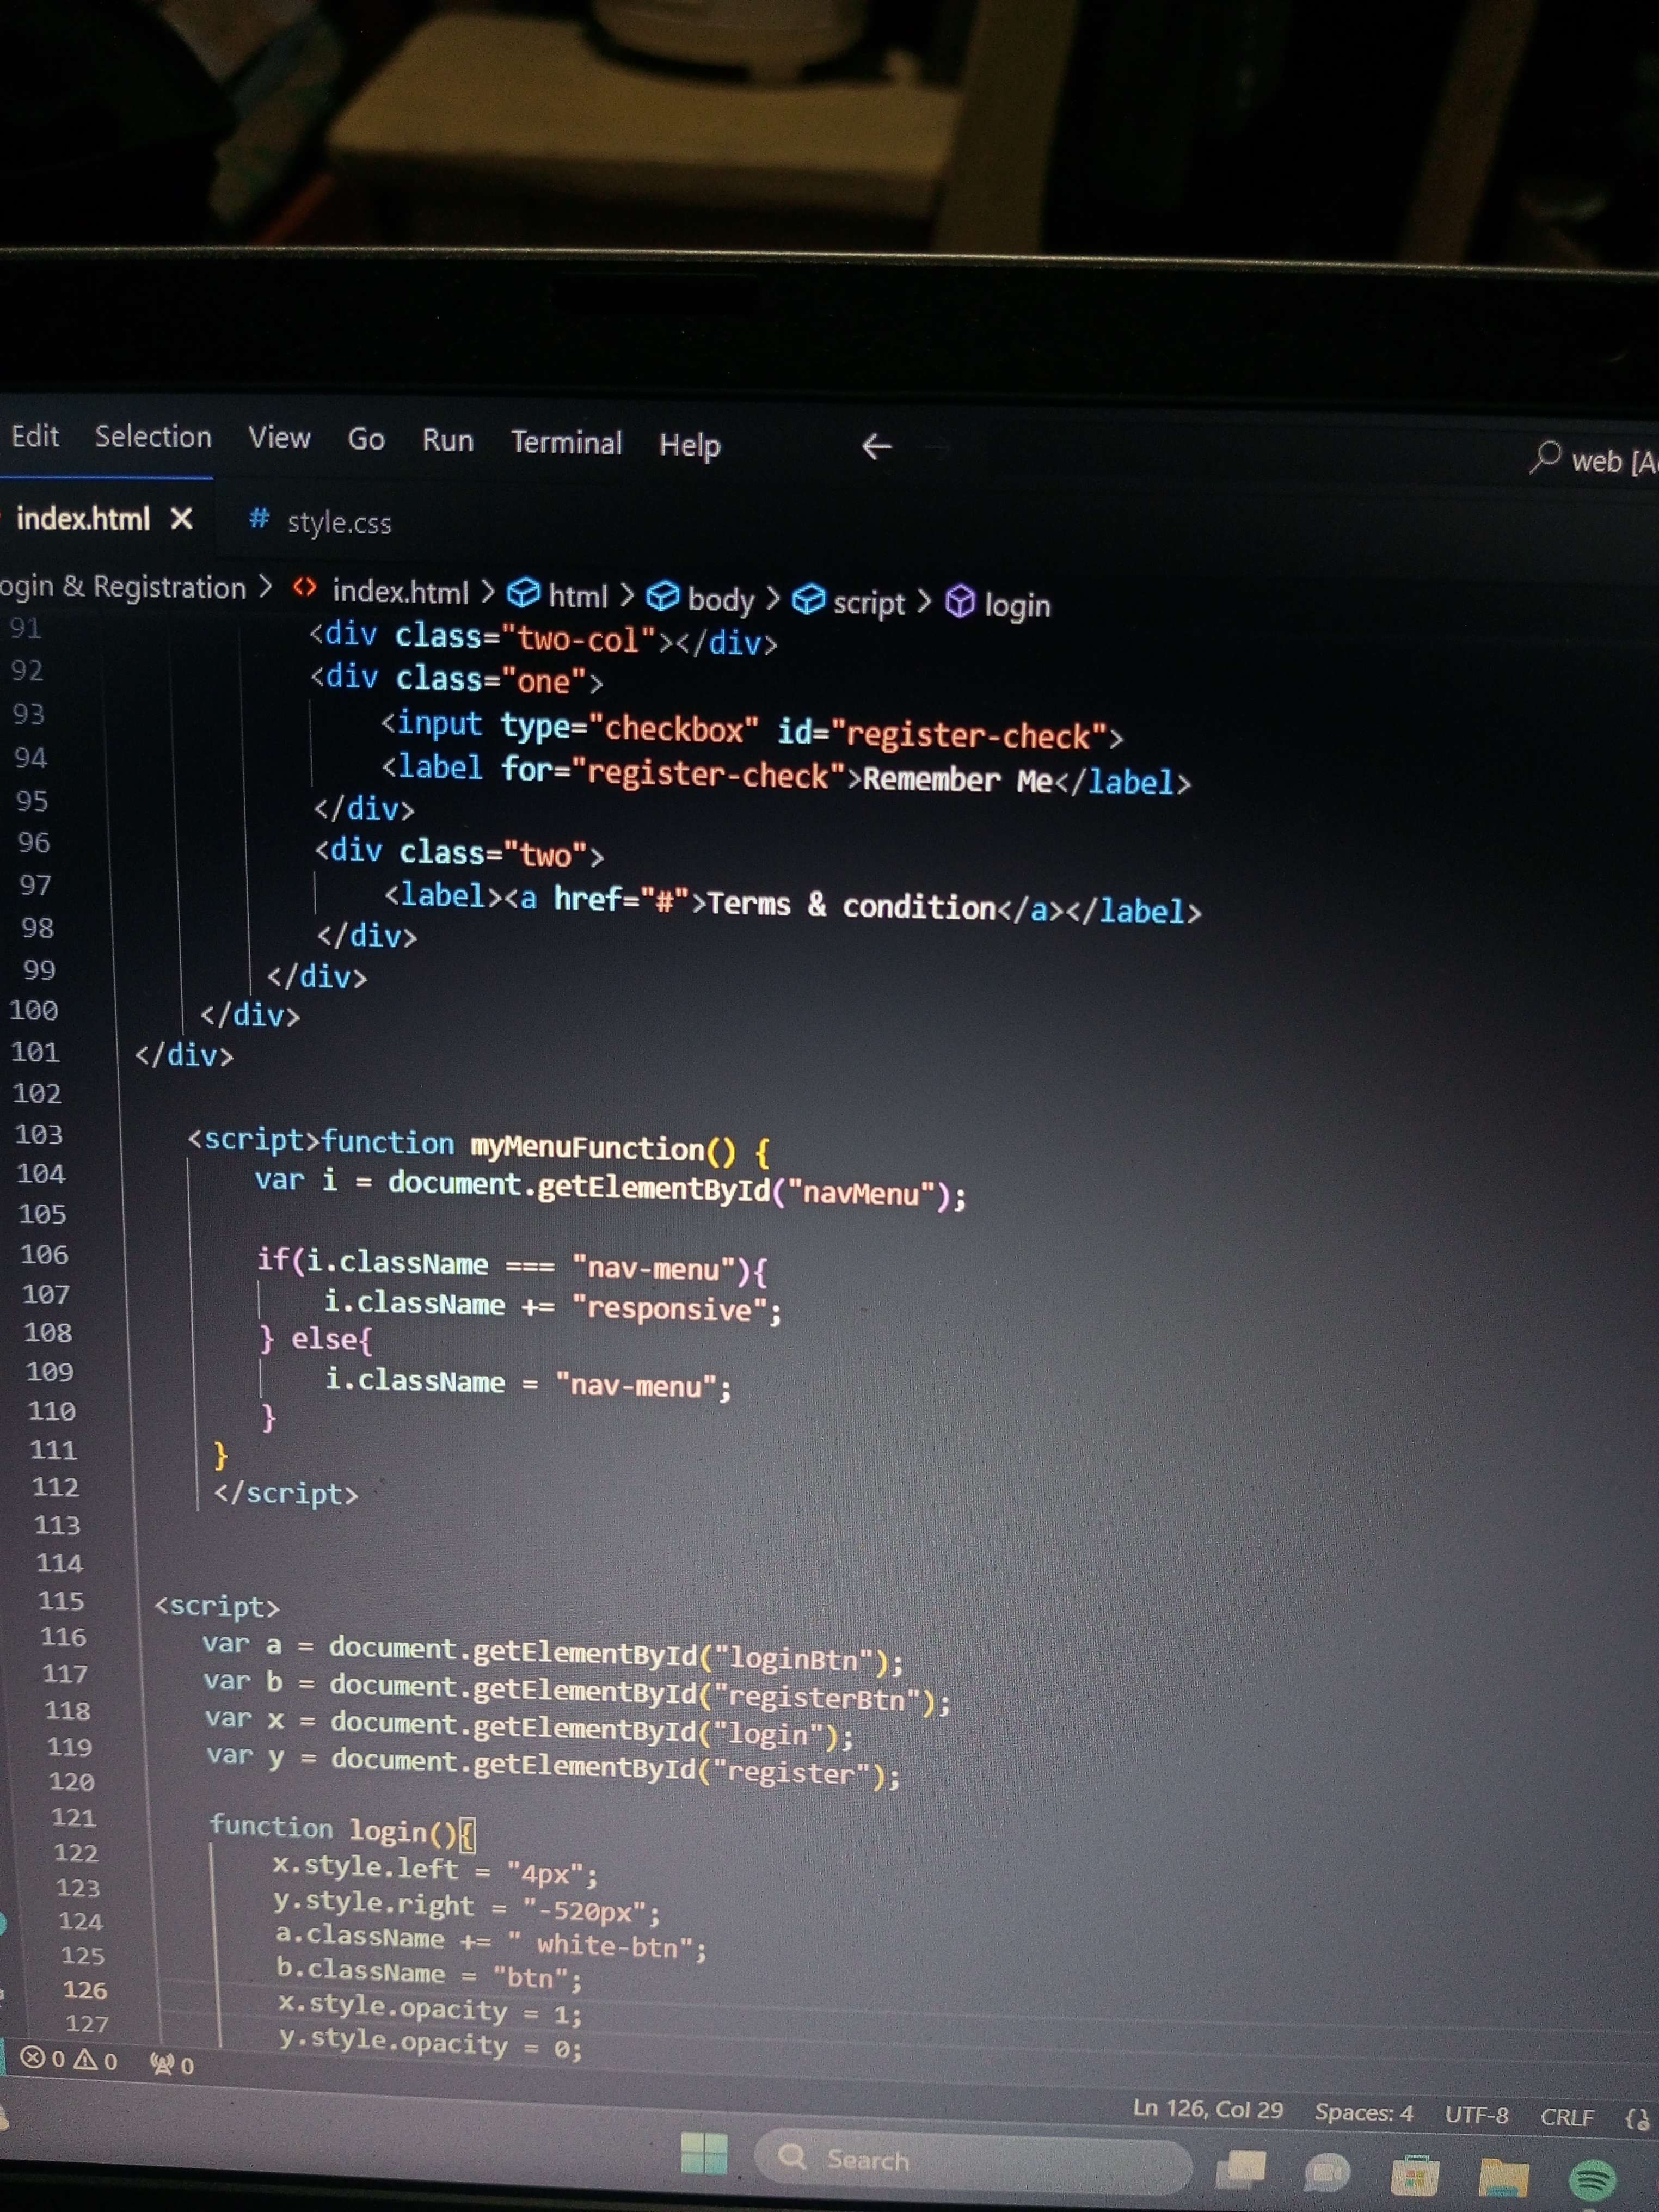 Edit Selection View Go Run Terminal Help ← web [A
index.html X # style.css
ogin & Registration > <> index.html > html > body > script > login
91 <div class="two-col"></div>
92 <div class="one">
93 <input type="checkbox" id="register-check">
94 <label for="register-check">Remember Me</label>
95 </div>
96 <div class="two">
97 <label><a href="#">Terms & condition</a></label>
98 </div>
99 </div>
100 </div>
101 </div>
102
103 <script>function myMenuFunction() {
104 var i = document.getElementById("navMenu");
105
106 if(i.className === "nav-menu"){
107 i.className += "responsive";
108 } else{
109 i.className = "nav-menu";
110 }
111 }
112 </script>
113
114
115 <script>
116 var a = document.getElementById("loginBtn");
117 var b = document.getElementById("registerBtn");
118 var x = document.getElementById("login");
119 var y = document.getElementById("register");
120
121 function login(){
122 x.style.left = "4px";
123 y.style.right = "-520px";
124 a.className += " white-btn";
125 b.className = "btn";
126 x.style.opacity = 1;
127 y.style.opacity = 0;
0 0 0
Ln 126, Col 29 Spaces: 4 UTF-8 CRLF {
Search